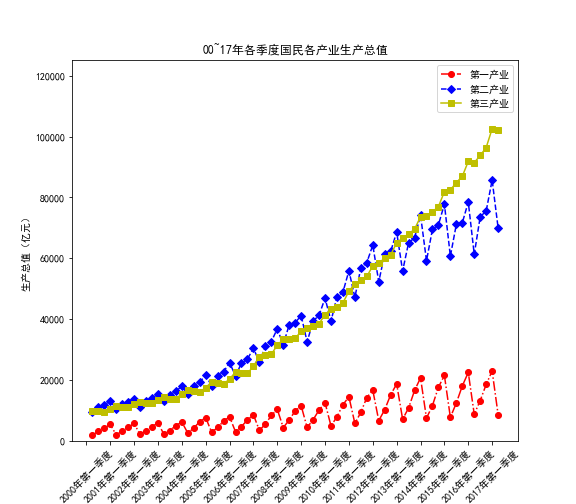 00~17年各季度国民各产业生产总值
第一产业
第二产业
第三产业
120000
100000
80000
60000
40000
20000
0
生产总值（亿元）
2000年第一季度
2001年第一季度
2002年第一季度
2003年第一季度
2004年第一季度
2005年第一季度
2006年第一季度
2007年第一季度
2008年第一季度
2009年第一季度
2010年第一季度
2011年第一季度
2012年第一季度
2013年第一季度
2014年第一季度
2015年第一季度
2016年第一季度
2017年第一季度